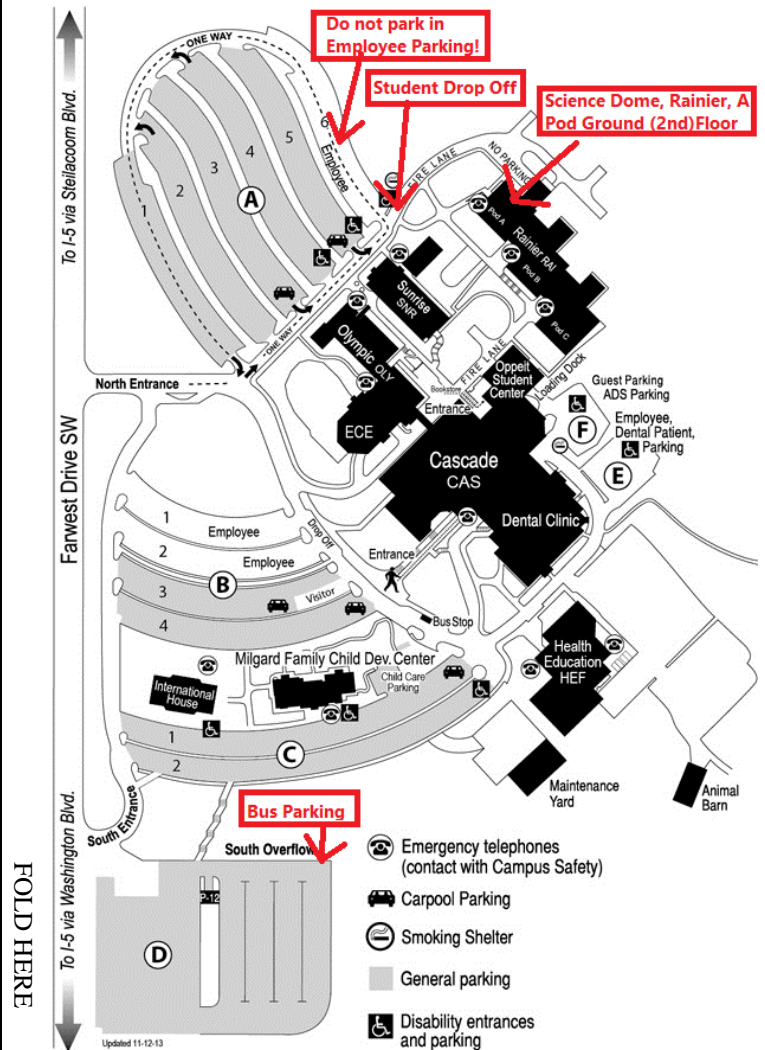 Do not park in
Employee Parking!
Student Drop Off
Science Dome, Rainier, A
Pod Ground (2nd)Floor
ONE WAY
To I-5 via Steilacoom Blvd.
1
2
3
4
5
6
Employee
A
FIRE LANE
NO PARKING
Pod A
Rainier RAI
Pod B
Pod C
Sunrise
SNR
ONE WAY
Olympic OLY
FIRE LANE
North Entrance
Bookstore
Entrance
Oppelt
Student
Center
Loading Dock
Guest Parking
ADS Parking
F
Employee,
Dental Patient,
Parking
E
ECE
Cascade
CAS
Dental Clinic
Farwest Drive SW
1
Employee
2
Employee
Drop Off
B
3
Visitor
4
Entrance
Bus Stop
Milgard Family Child Dev. Center
Child Care
Parking
International
House
Health
Education
HEF
1
C
2
Maintenance
Yard
Animal
Barn
South Entrance
To I-5 via Washington Blvd.
Bus Parking
South Overflow
P-12
D
Emergency telephones
(contact with Campus Safety)
Carpool Parking
Smoking Shelter
General parking
Disability entrances
and parking
Updated 11-12-13
FOLD HERE